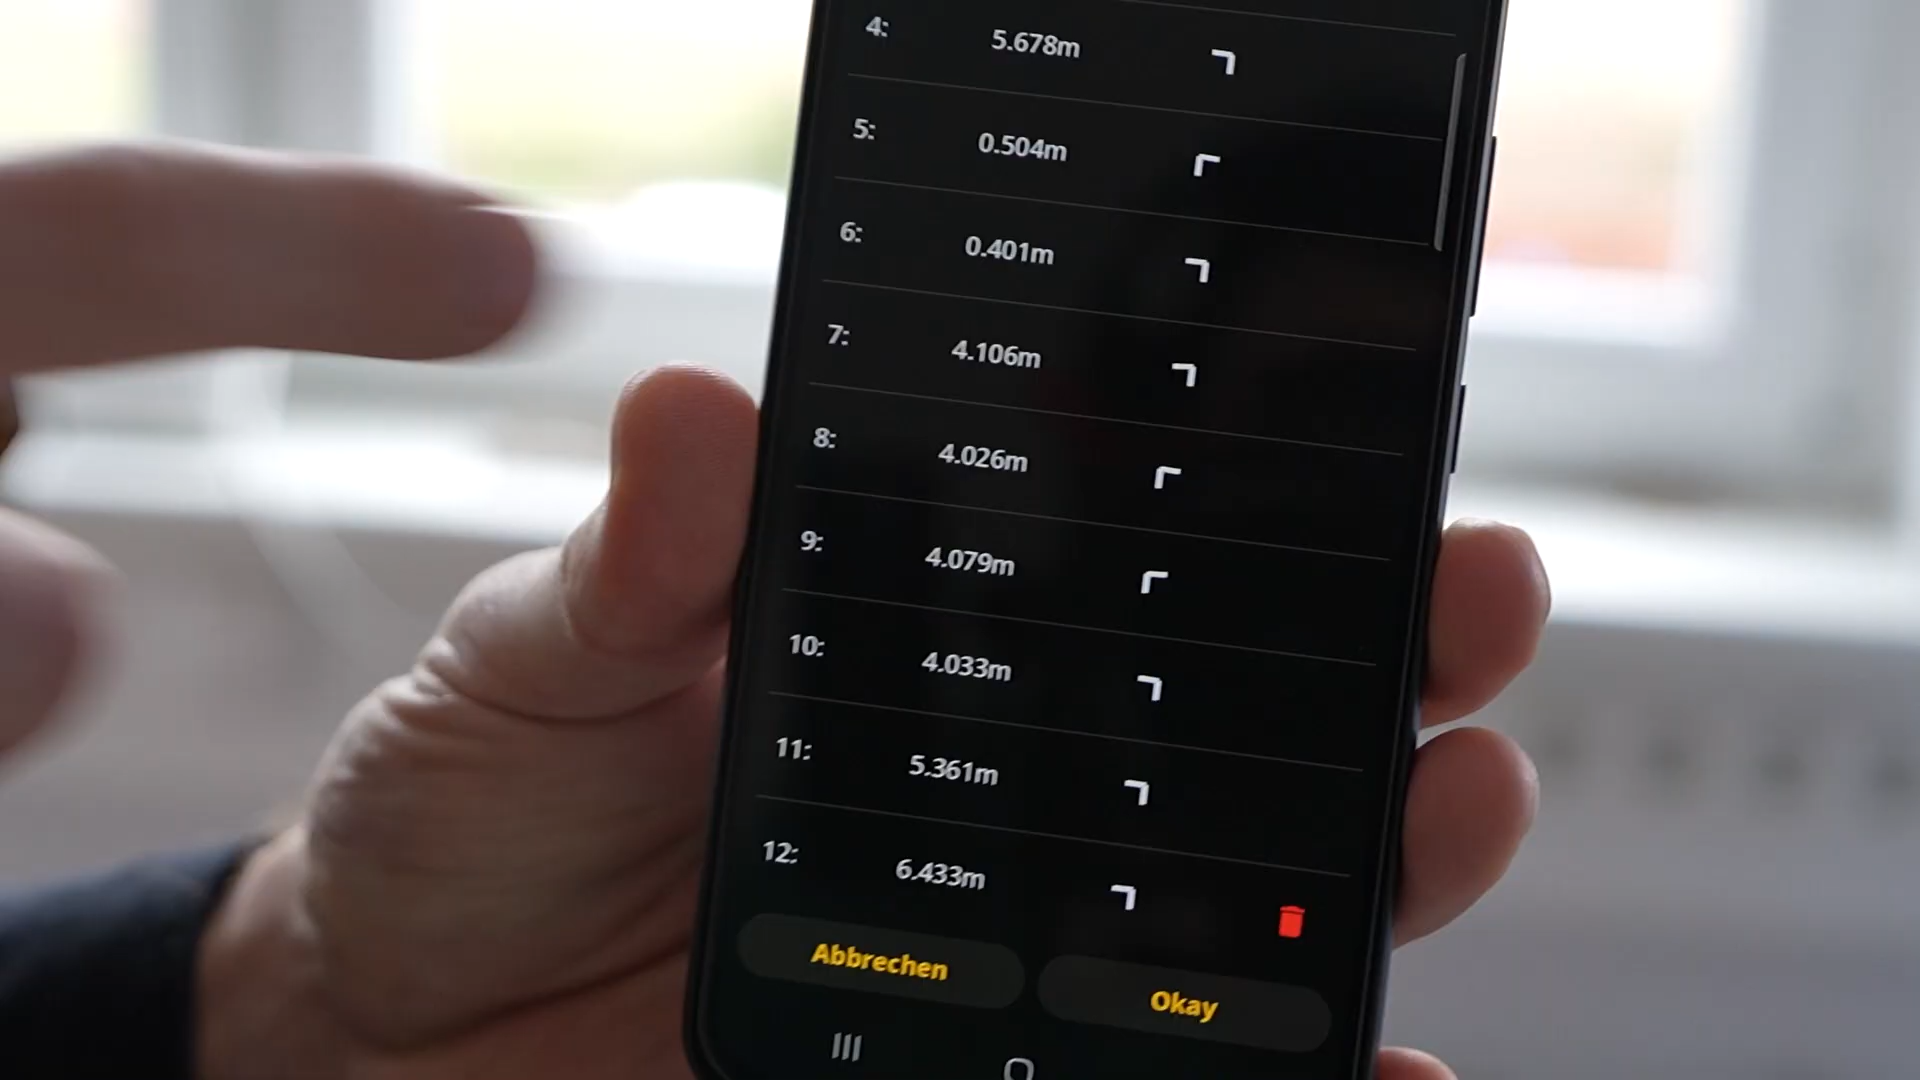 4: 5.678m
5: 0.504m
6: 0.401m
7: 4.106m
8: 4.026m
9: 4.079m
10: 4.033m
11: 5.361m
12: 6.433m
Abbrechen Okay